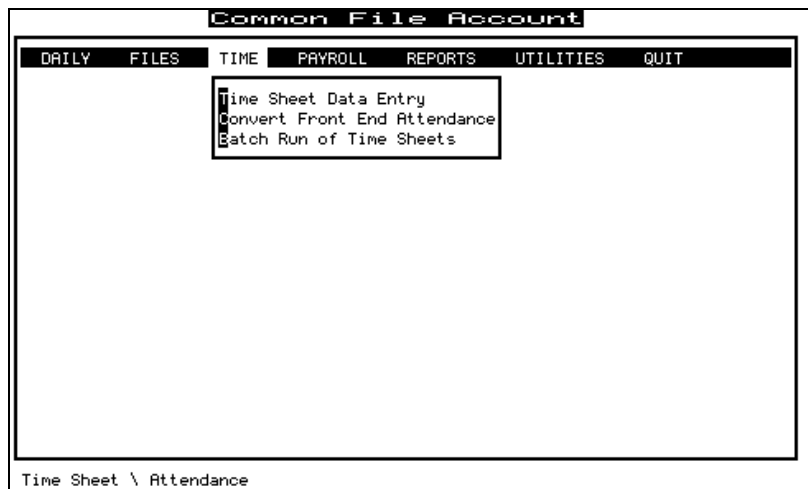 Common File Account
DAILY FILES TIME PAYROLL REPORTS UTILITIES QUIT
Time Sheet Data Entry
Convert Front End Attendance
Batch Run of Time Sheets
Time Sheet \ Attendance